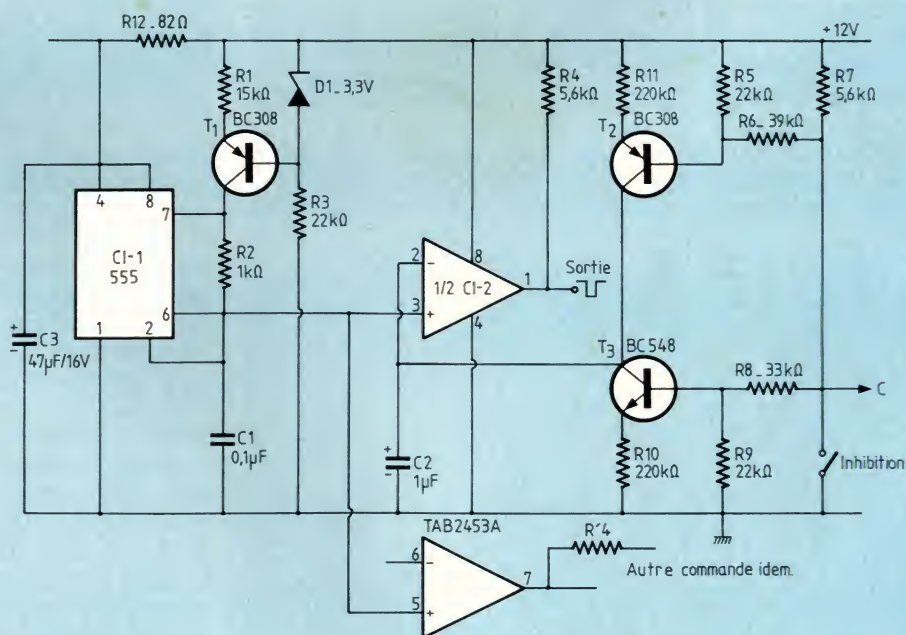 R12_82Ω
+12V
R1
15kΩ
D1_3,3V
R4
5,6kΩ
R11
220kΩ
R5
22kΩ
R7
5,6kΩ
T1
BC308
T2
BC308
R6_39kΩ
4
8
7
R3
22kΩ
CI-1
555
R2
1kΩ
2
8
1/2 CI-2
1
Sortie
6
3
4
1
2
C3
47µF/16V
T3
BC548
R8_33kΩ
C
C1
0,1µF
C2
1µF
R10
220kΩ
R9
22kΩ
Inhibition
TAB2453A
R'4
6
7
5
Autre commande idem.